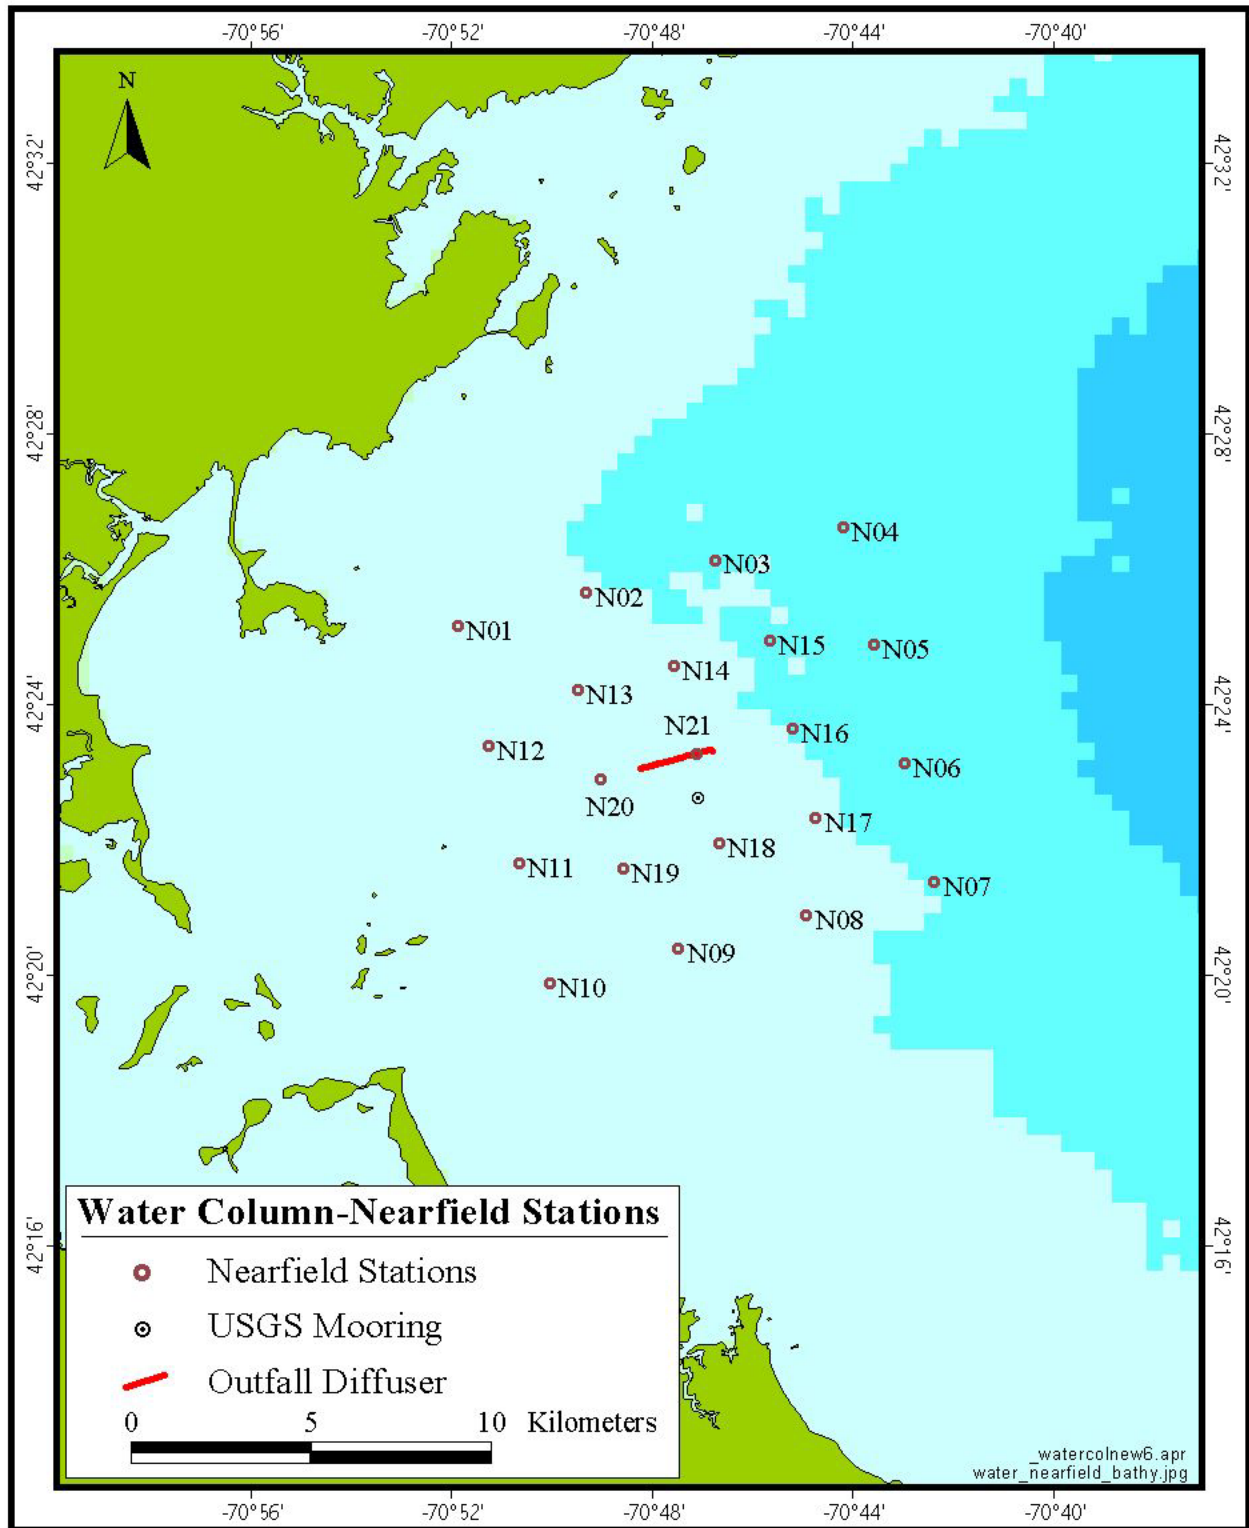 -70°56' -70°52' -70°48' -70°44' -70°40'
N
42°32' 42°32'
42°28' 42°28'
N04
N03
N02
N01
N15
N05
N14
N13
42°24' 42°24'
N21
N16
N12
N06
N20
N17
N18
N11
N19
N07
N08
N09
42°20' 42°20'
N10
Water Column-Nearfield Stations
42°16' 42°16'
Nearfield Stations
USGS Mooring
Outfall Diffuser
0 5 10 Kilometers
_watercolnew6.apr
water_nearfield_bathy.jpg
-70°56' -70°52' -70°48' -70°44' -70°40'